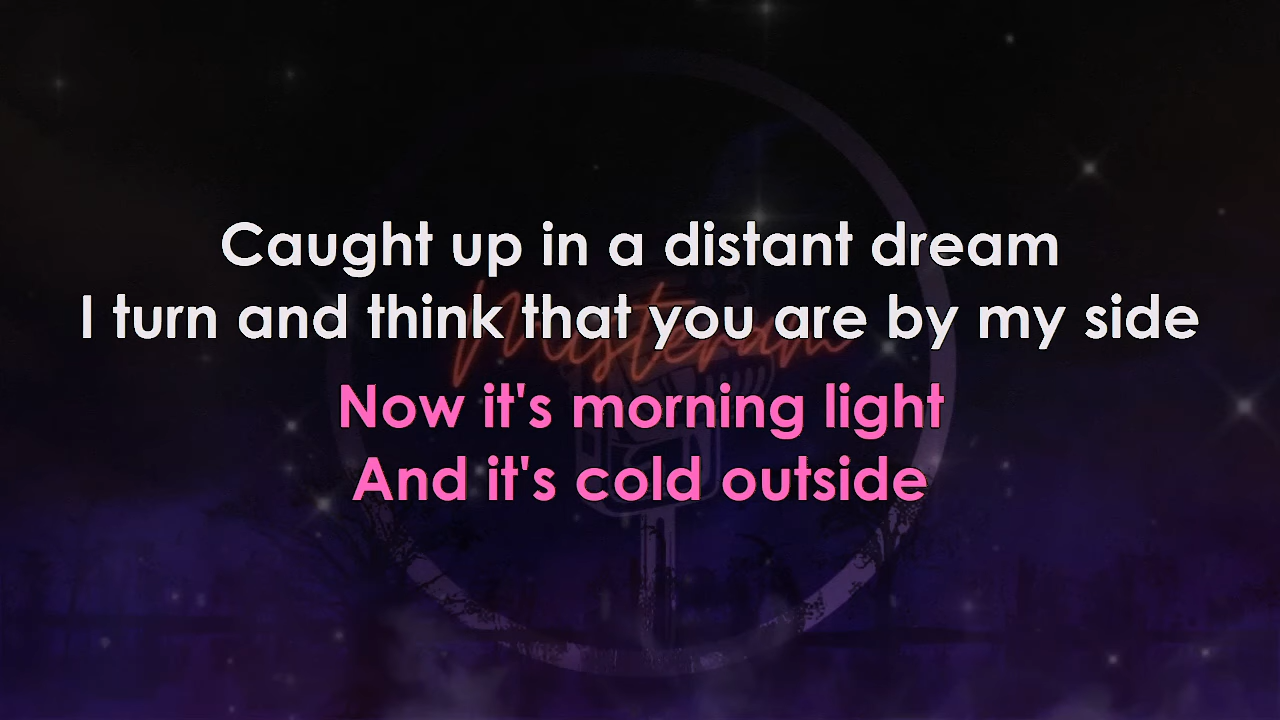 Caught up in a distant dream
I turn and think that you are by my side
Now it's morning light
And it's cold outside
Misteram